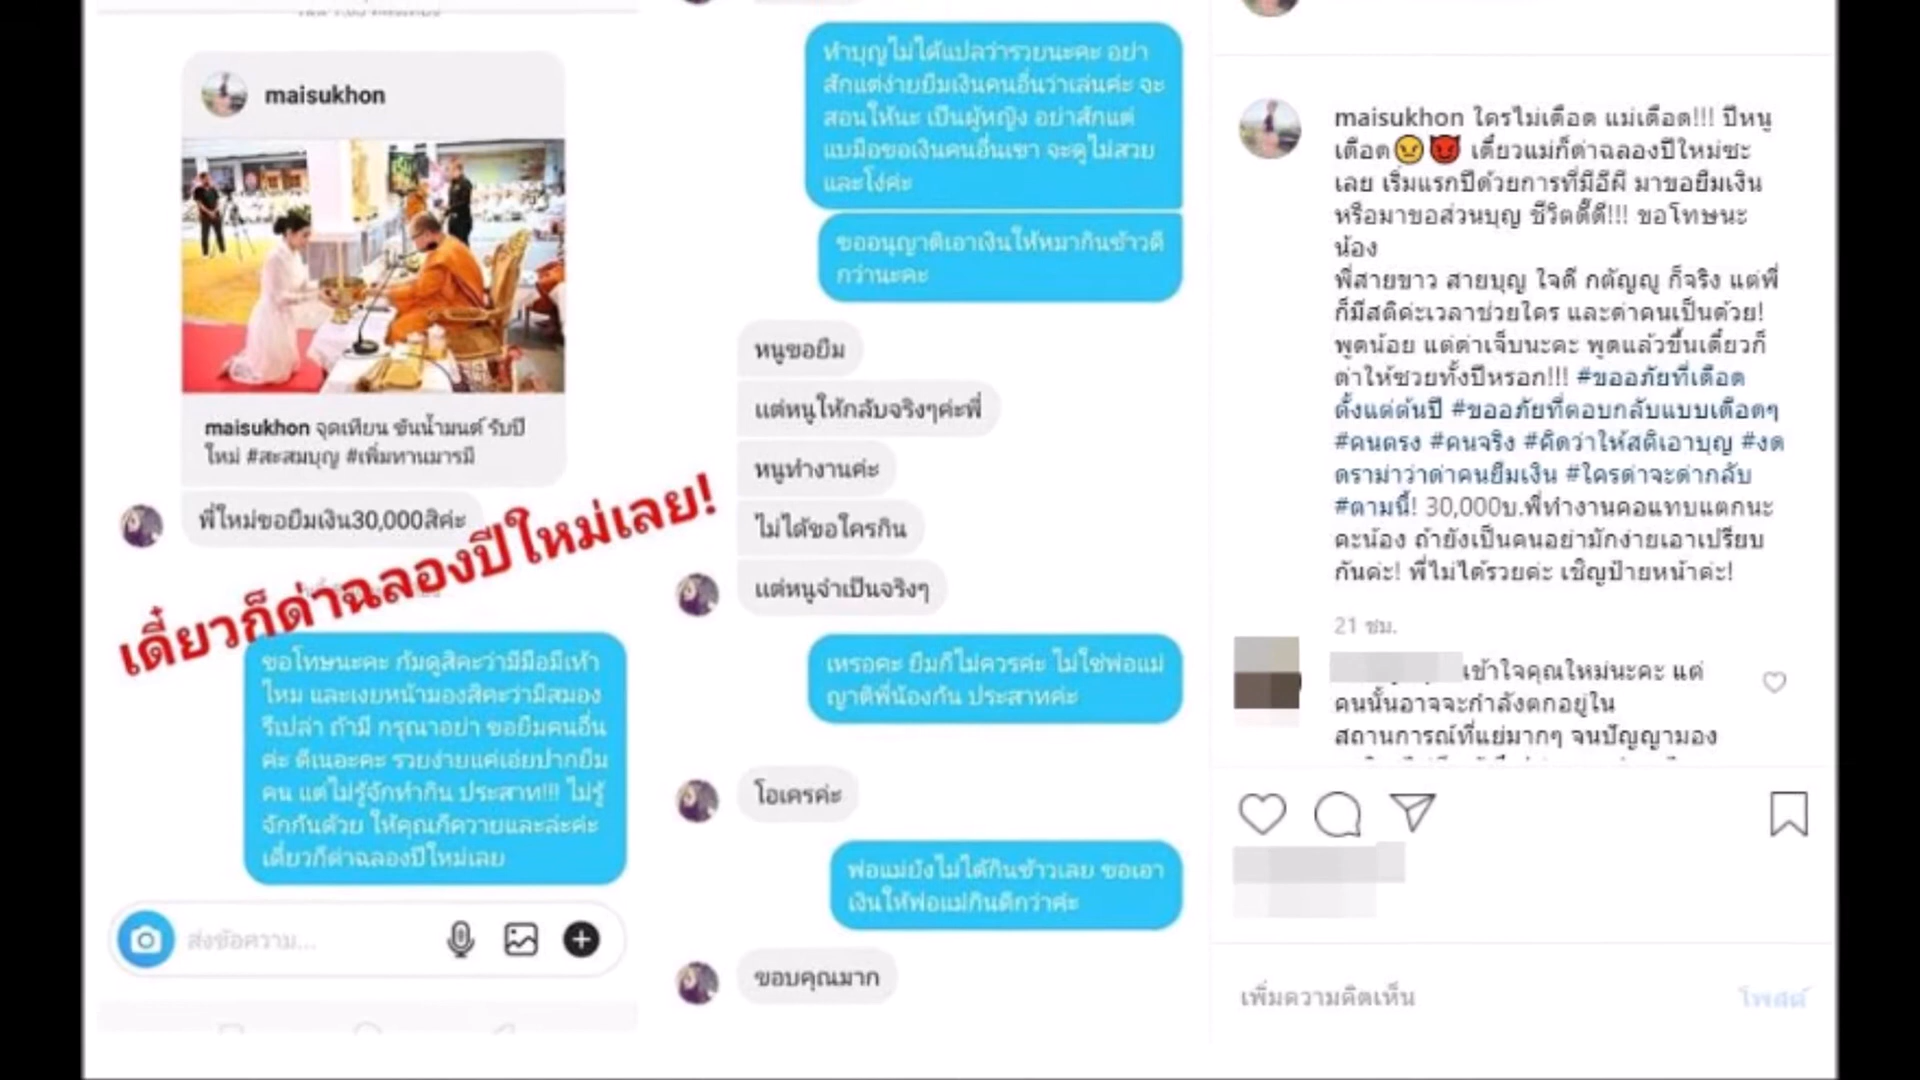 maisukhon
maisukhon จุดเทียน ขันน้ำมนต์ รับปี
ใหม่ #สะสมบุญ #เพิ่มทานบารมี
พี่ใหม่ขอยืมเงิน30,000สิค่ะ
เดี๋ยวก็ด่าฉลองปีใหม่เลย!
ขอโทษนะคะ ก้มดูสิคะว่ามีมือมีเท้า
ไหม และเงยหน้ามองสิคะว่ามีสมอง
รึเปล่า ถ้ามี กรุณาอย่า ขอยืมคนอื่น
ค่ะ ดีเนอะคะ รวยง่ายแค่เอ่ยปากยืม
คน แต่ไม่รู้จักทำกิน ประสาท!!! ไม่รู้
จักกันด้วย ให้คุณก็ควายและล่ะค่ะ
เดี๋ยวก็ด่าฉลองปีใหม่เลย
ส่งข้อความ...
ทำบุญไม่ได้แปลว่ารวยนะคะ อย่า
สักแต่ง่ายยืมเงินคนอื่นว่าเล่นค่ะ จะ
สอนให้นะ เป็นผู้หญิง อย่าสักแต่
แบมือขอเงินคนอื่นเขา จะดูไม่สวย
และโง่ค่ะ
ขออนุญาติเอาเงินให้หมากินข้าวดี
กว่านะคะ
หนูขอยืม
แต่หนูให้กลับจริงๆค่ะพี่
หนูทำงานค่ะ
ไม่ได้ขอใครกิน
แต่หนูจำเป็นจริงๆ
เหรอคะ ยืมก็ไม่ควรค่ะ ไม่ใช่พ่อแม่
ญาติพี่น้องกัน ประสาทค่ะ
โอเครค่ะ
พ่อแม่ยังไม่ได้กินข้าวเลย ขอเอา
เงินให้พ่อแม่กินดีกว่าค่ะ
ขอบคุณมาก
maisukhon ใครไม่เดือด แม่เดือด!!! ปีหนู
เดือด😠😈 เดี๋ยวแม่ก็ด่าฉลองปีใหม่ซะ
เลย เริ่มแรกปีด้วยการที่มีอีผี มาขอยืมเงิน
หรือมาขอส่วนบุญ ชีวิตดี๊ดี!!! ขอโทษนะ
น้อง
พี่สายขาว สายบุญ ใจดี กตัญญู ก็จริง แต่พี่
ก็มีสติค่ะเวลาช่วยใคร และด่าคนเป็นด้วย!
พูดน้อย แต่ด่าเจ็บนะคะ พูดแล้วขึ้นเดี๋ยวก็
ด่าให้ซวยทั้งปีหรอก!!! #ขออภัยที่เดือด
ตั้งแต่ต้นปี #ขออภัยที่ตอบกลับแบบเดือดๆ
#คนตรง #คนจริง #คิดว่าให้สติเอาบุญ #งด
ดราม่าว่าด่าคนยืมเงิน #ใครด่าจะด่ากลับ
#ตามนี้! 30,000บ.พี่ทำงานคอแทบแตกนะ
คะน้อง ถ้ายังเป็นคนอย่ามักง่ายเอาเปรียบ
กันค่ะ! พี่ไม่ได้รวยค่ะ เชิญป้ายหน้าค่ะ!
21 ชม.
เข้าใจคุณใหม่นะคะ แต่
คนนั้นอาจจะกำลังตกอยู่ใน
สถานการณ์ที่แย่มากๆ จนปัญญามอง
เพิ่มความคิดเห็น
โพสต์